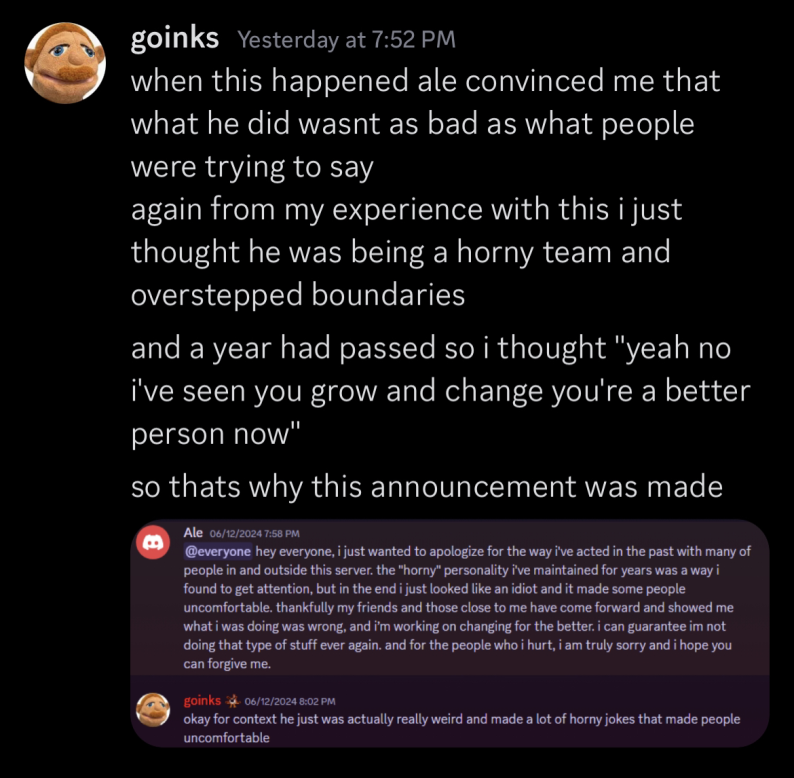 goinks Yesterday at 7:52 PM
when this happened ale convinced me that
what he did wasnt as bad as what people
were trying to say
again from my experience with this i just
thought he was being a horny team and
overstepped boundaries
and a year had passed so i thought "yeah no
i've seen you grow and change you're a better
person now"
so thats why this announcement was made
Ale 06/12/2024 7:58 PM
@everyone hey everyone, i just wanted to apologize for the way i've acted in the past with many of
people in and outside this server. the "horny" personality i've maintained for years was a way i
found to get attention, but in the end i just looked like an idiot and it made some people
uncomfortable. thankfully my friends and those close to me have come forward and showed me
what i was doing was wrong, and i'm working on changing for the better. i can guarantee im not
doing that type of stuff ever again. and for the people who i hurt, i am truly sorry and i hope you
can forgive me.
goinks 06/12/2024 8:02 PM
okay for context he just was actually really weird and made a lot of horny jokes that made people
uncomfortable